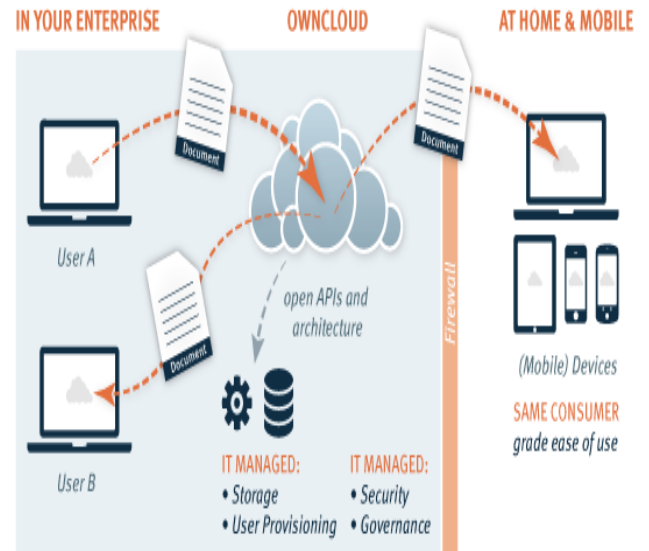 IN YOUR ENTERPRISE
OWNCLOUD
AT HOME & MOBILE
Document
Document
User A
open APIs and
architecture
Firewall
Document
(Mobile) Devices
SAME CONSUMER
grade ease of use
User B
IT MANAGED:
• Storage
• User Provisioning
IT MANAGED:
• Security
• Governance